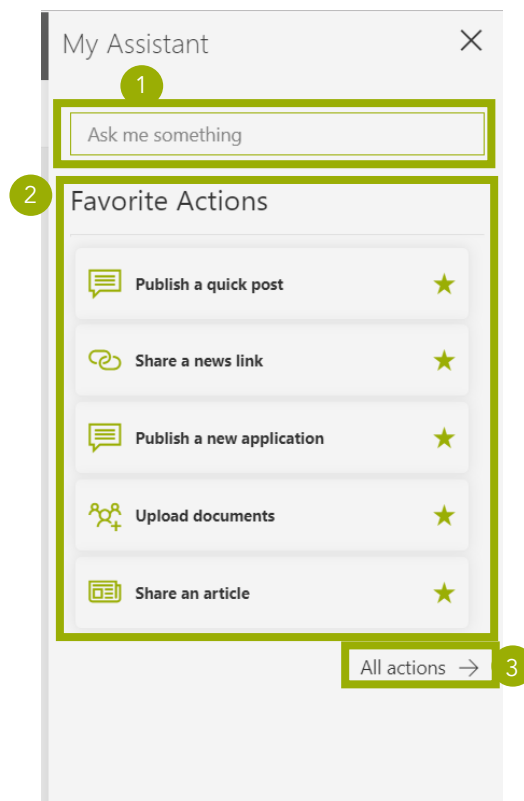 My Assistant
1
Ask me something
2
Favorite Actions
Publish a quick post
Share a news link
Publish a new application
Upload documents
Share an article
All actions
3